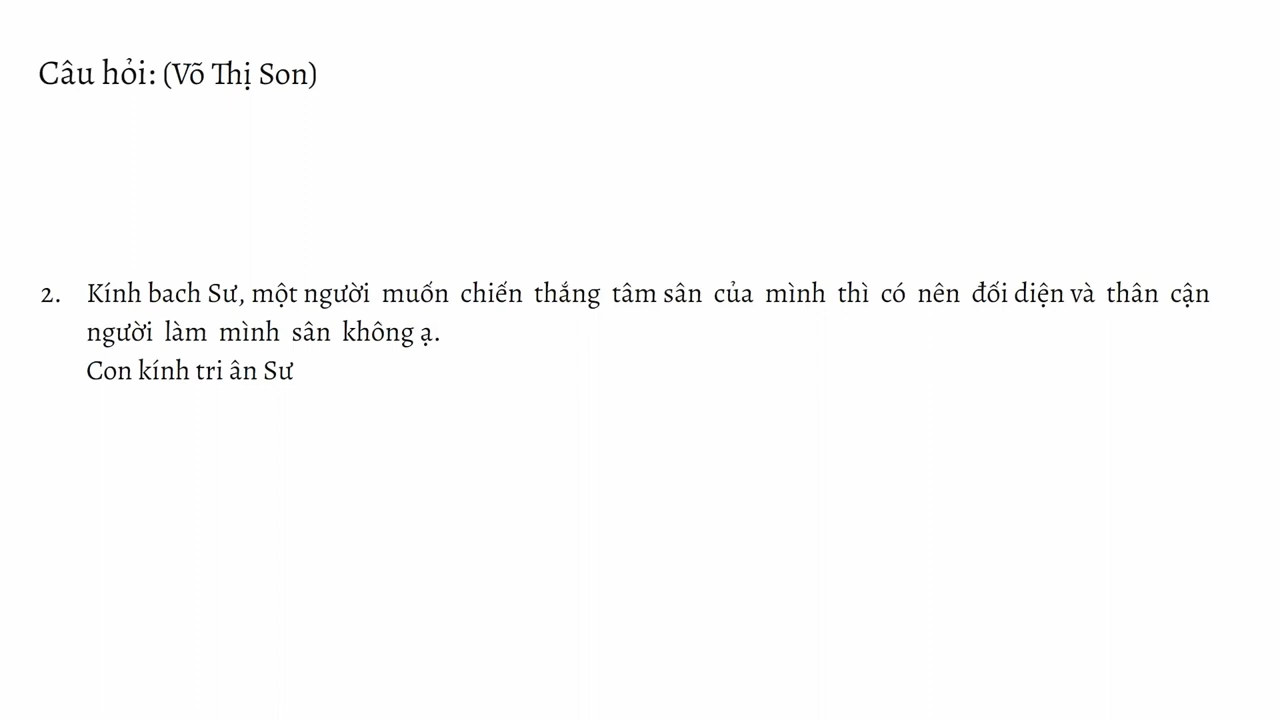 Câu hỏi: (Võ Thị Son)
2. Kính bach Sư, một người muốn chiến thắng tâm sân của mình thì có nên đối diện và thân cận
người làm mình sân không ạ.
Con kính tri ân Sư